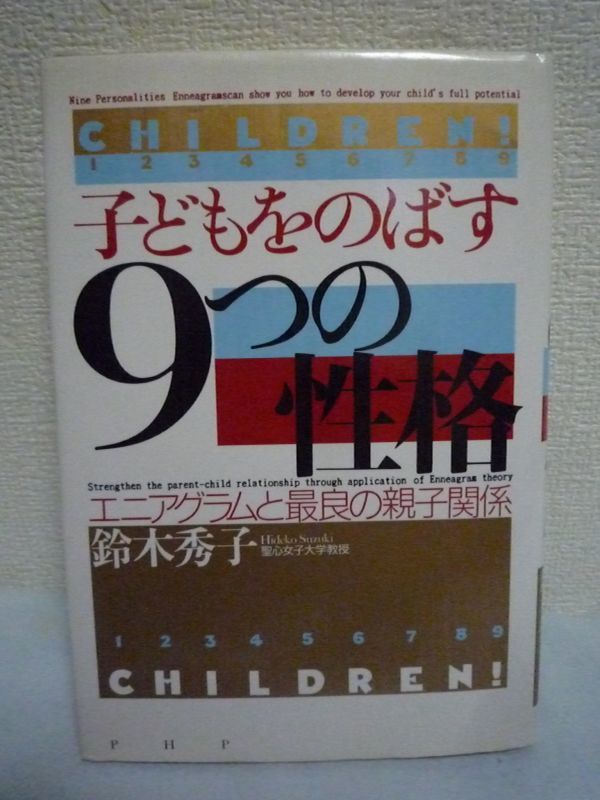 Nine Personalities Enneagramscan show you how to develop your child's full potential
CHILDREN!
1 2 3 4 5 6 7 8 9
子どもをのばす
9つの
性格
Strengthen the parent-child relationship through application of Enneagram theory
エニアグラムと最良の親子関係
鈴木秀子 Hideko Suzuki
聖心女子大学教授
1 2 3 4 5 6 7 8 9
CHILDREN!
PHP